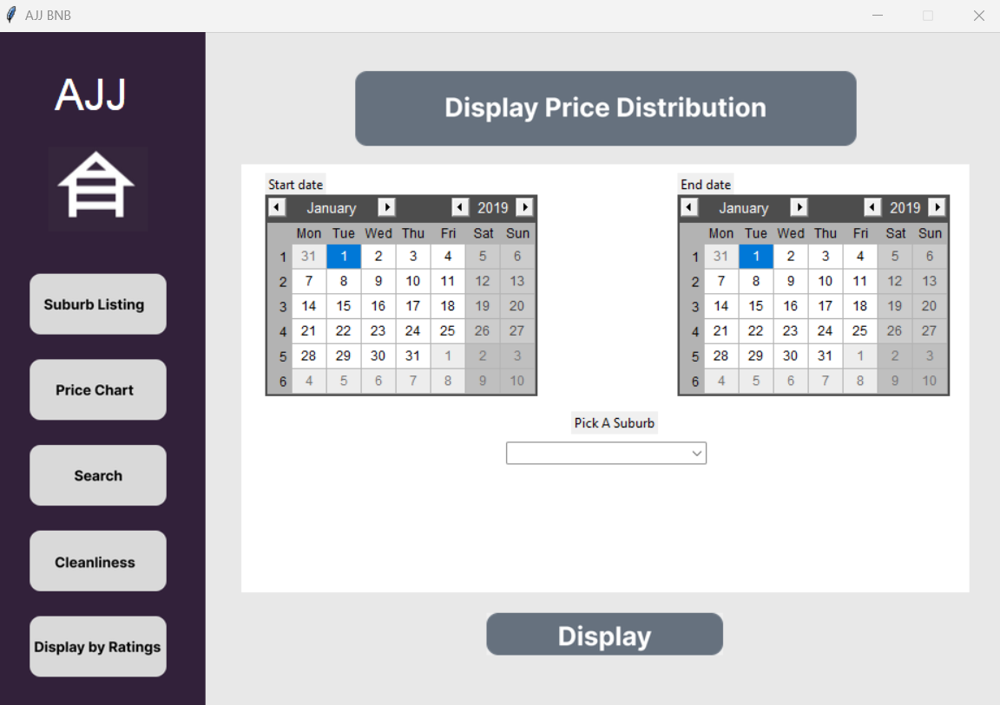 AJJ BNB
AJJ
Suburb Listing
Price Chart
Search
Cleanliness
Display by Ratings
Display Price Distribution
Start date
January 2019
Mon Tue Wed Thu Fri Sat Sun
1 31 1 2 3 4 5 6
2 7 8 9 10 11 12 13
3 14 15 16 17 18 19 20
4 21 22 23 24 25 26 27
5 28 29 30 31 1 2 3
6 4 5 6 7 8 9 10
End date
January 2019
Mon Tue Wed Thu Fri Sat Sun
1 31 1 2 3 4 5 6
2 7 8 9 10 11 12 13
3 14 15 16 17 18 19 20
4 21 22 23 24 25 26 27
5 28 29 30 31 1 2 3
6 4 5 6 7 8 9 10
Pick A Suburb
Display